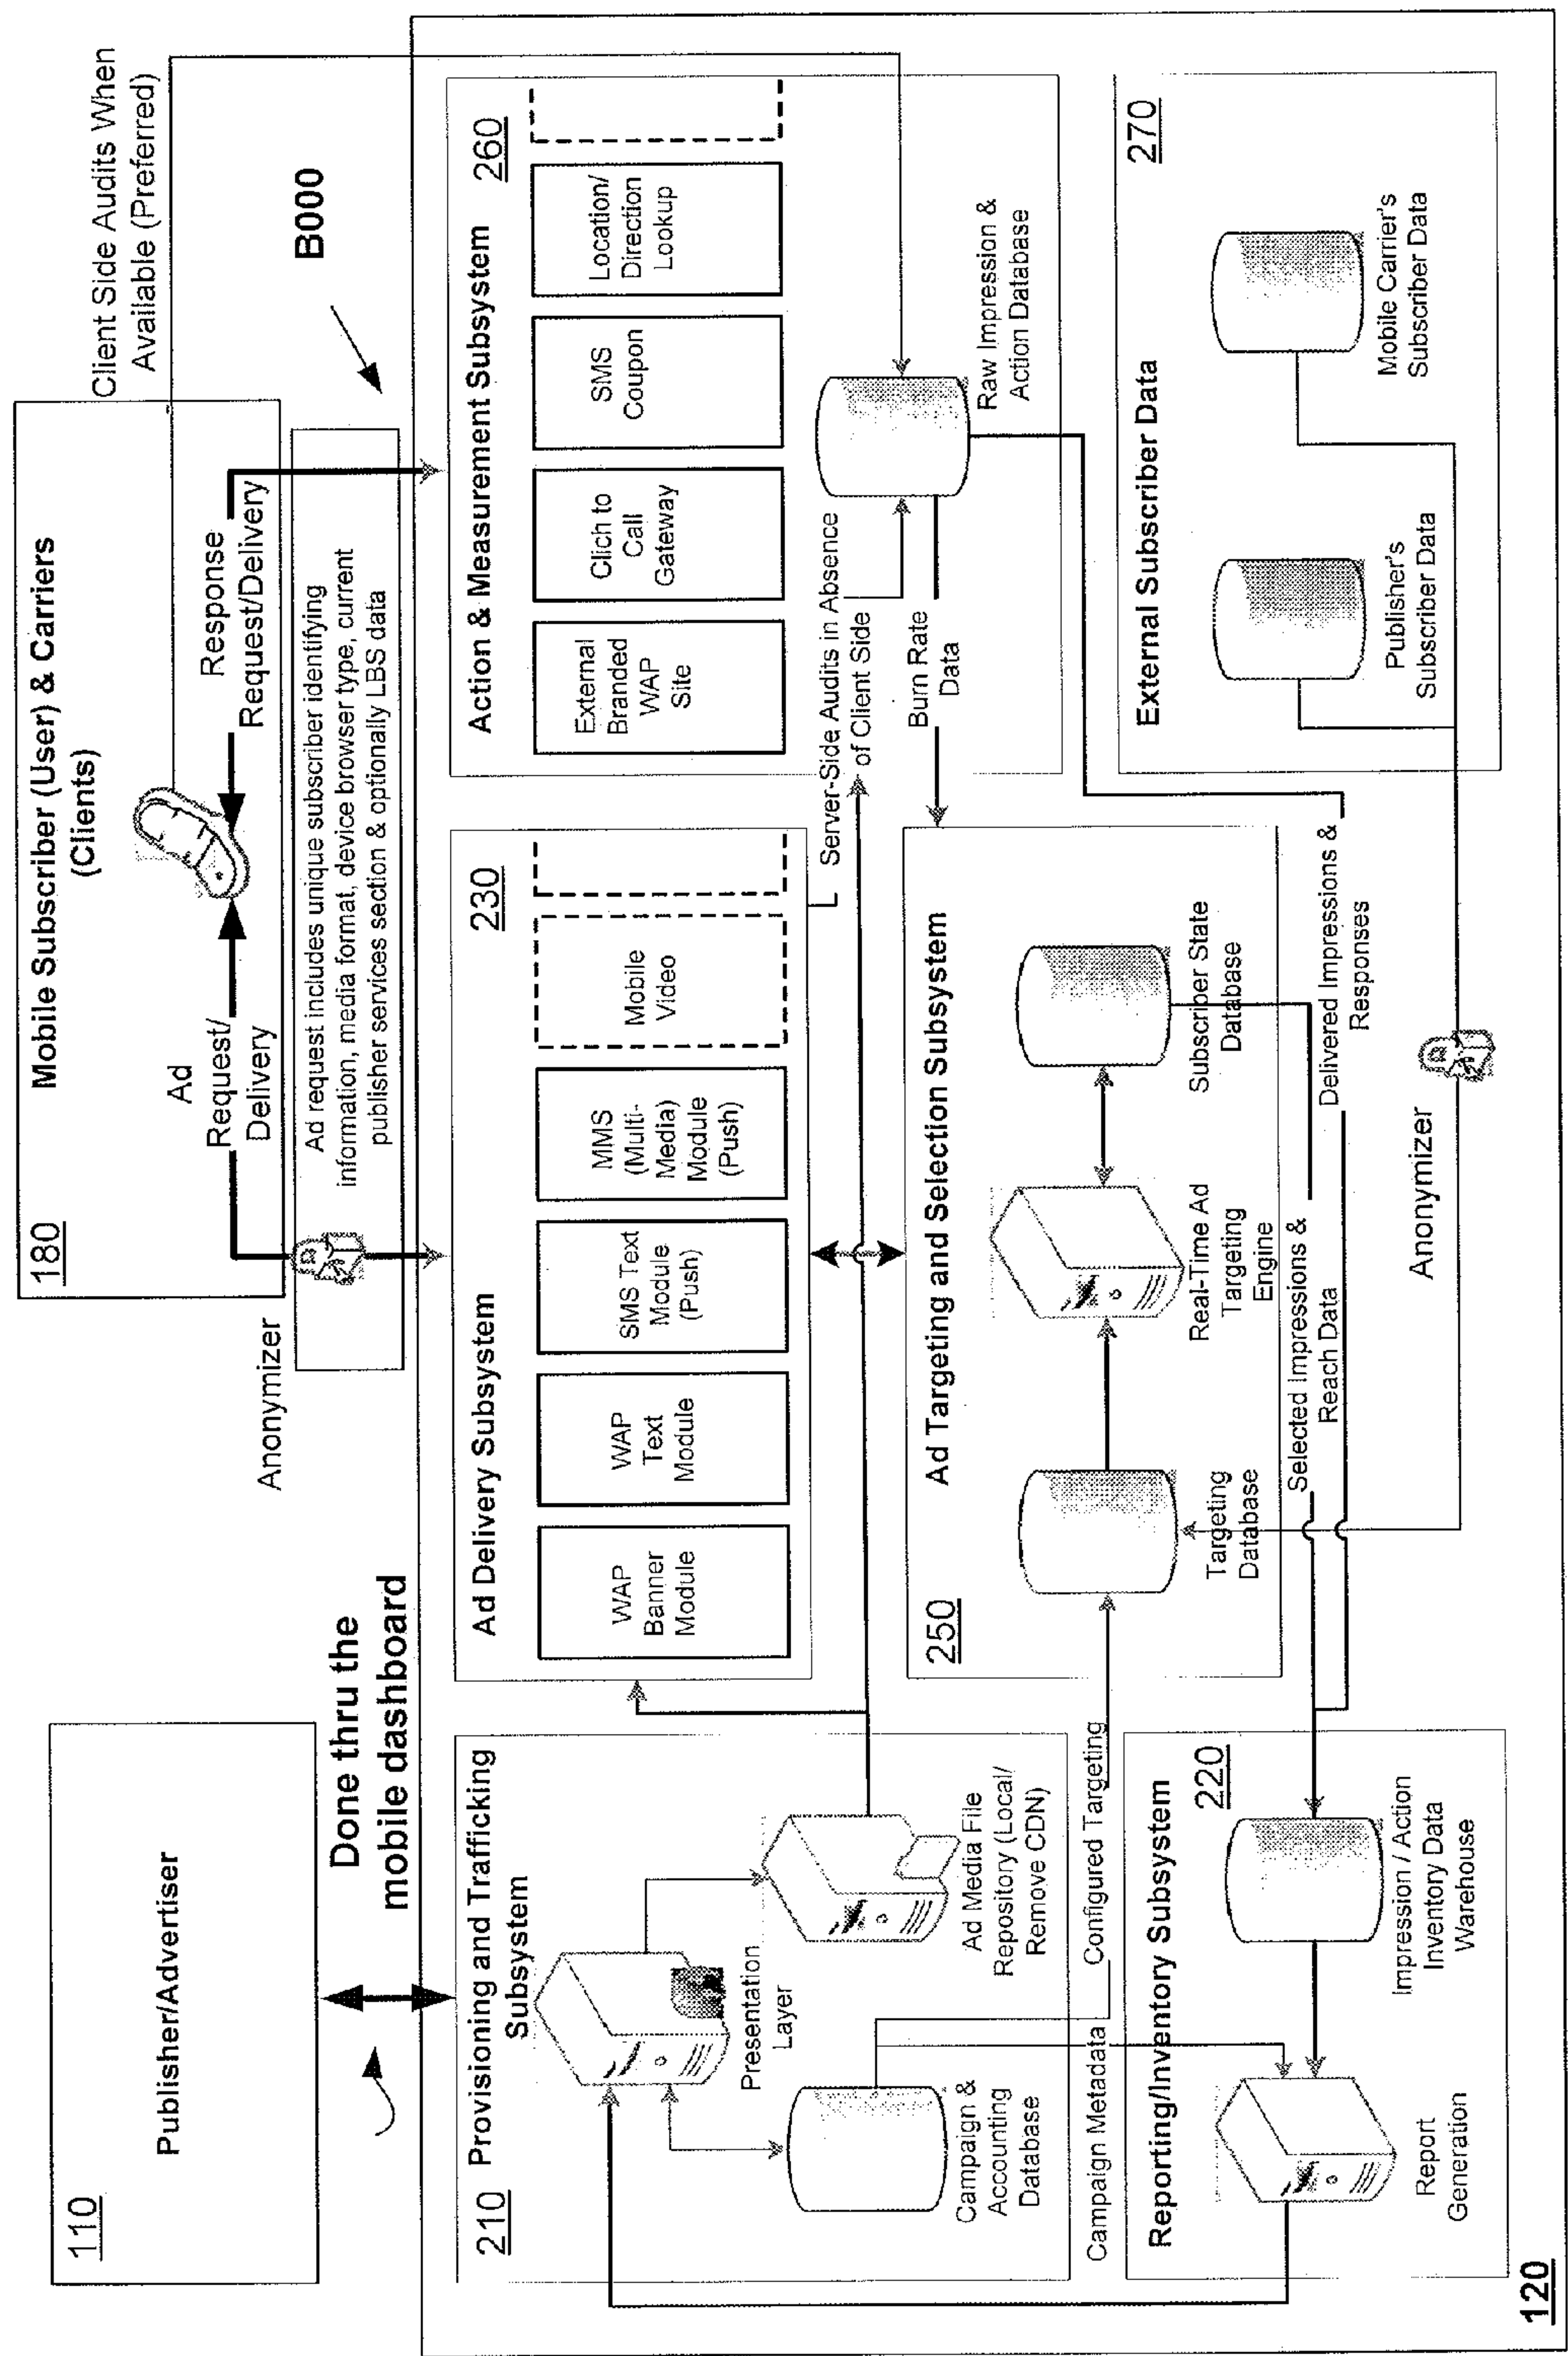 110
Publisher/Advertiser
Done thru the
mobile dashboard
180
Mobile Subscriber (User) & Carriers
(Clients)
Ad
Request/
Delivery
Response
Request/Delivery
Client Side Audits When
Available (Preferred)
Anonymizer
Ad request includes unique subscriber identifying
information, media format, device browser type, current
publisher services section & optionally LBS data
B000
210
Provisioning and Trafficking
Subsystem
Presentation
Layer
Campaign &
Accounting
Database
Ad Media File
Repository (Local/
Remove CDN)
Ad Delivery Subsystem
230
WAP
Banner
Module
WAP
Text
Module
SMS Text
Module
(Push)
MMS
(Multi-
Media)
Module
(Push)
Mobile
Video
Action & Measurement Subsystem
260
External
Branded
WAP
Site
Clich to
Call
Gateway
SMS
Coupon
Location/
Direction
Lookup
Server-Side Audits in Absence
of Client Side
Raw Impression &
Action Database
Burn Rate
Data
Campaign Metadata
Configured Targeting
250
Ad Targeting and Selection Subsystem
Targeting
Database
Real-Time Ad
Targeting
Engine
Subscriber State
Database
Selected Impressions &
Reach Data
Delivered Impressions &
Responses
Reporting/Inventory Subsystem
220
Report
Generation
Impression / Action
Inventory Data
Warehouse
External Subscriber Data
270
Publisher's
Subscriber Data
Mobile Carrier's
Subscriber Data
Anonymizer
120